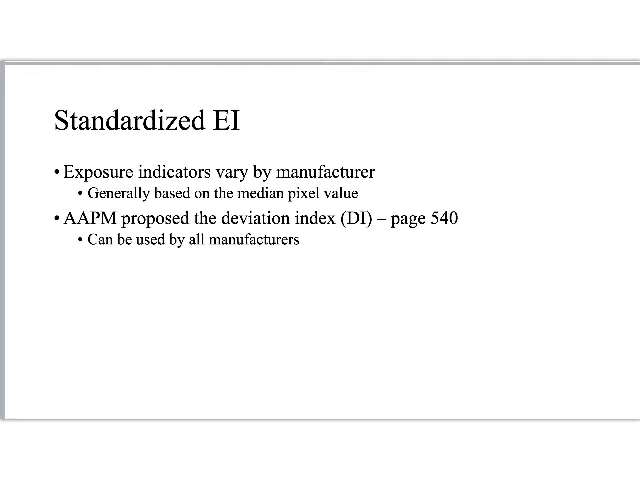 Standardized EI
• Exposure indicators vary by manufacturer
• Generally based on the median pixel value
• AAPM proposed the deviation index (DI) – page 540
• Can be used by all manufacturers